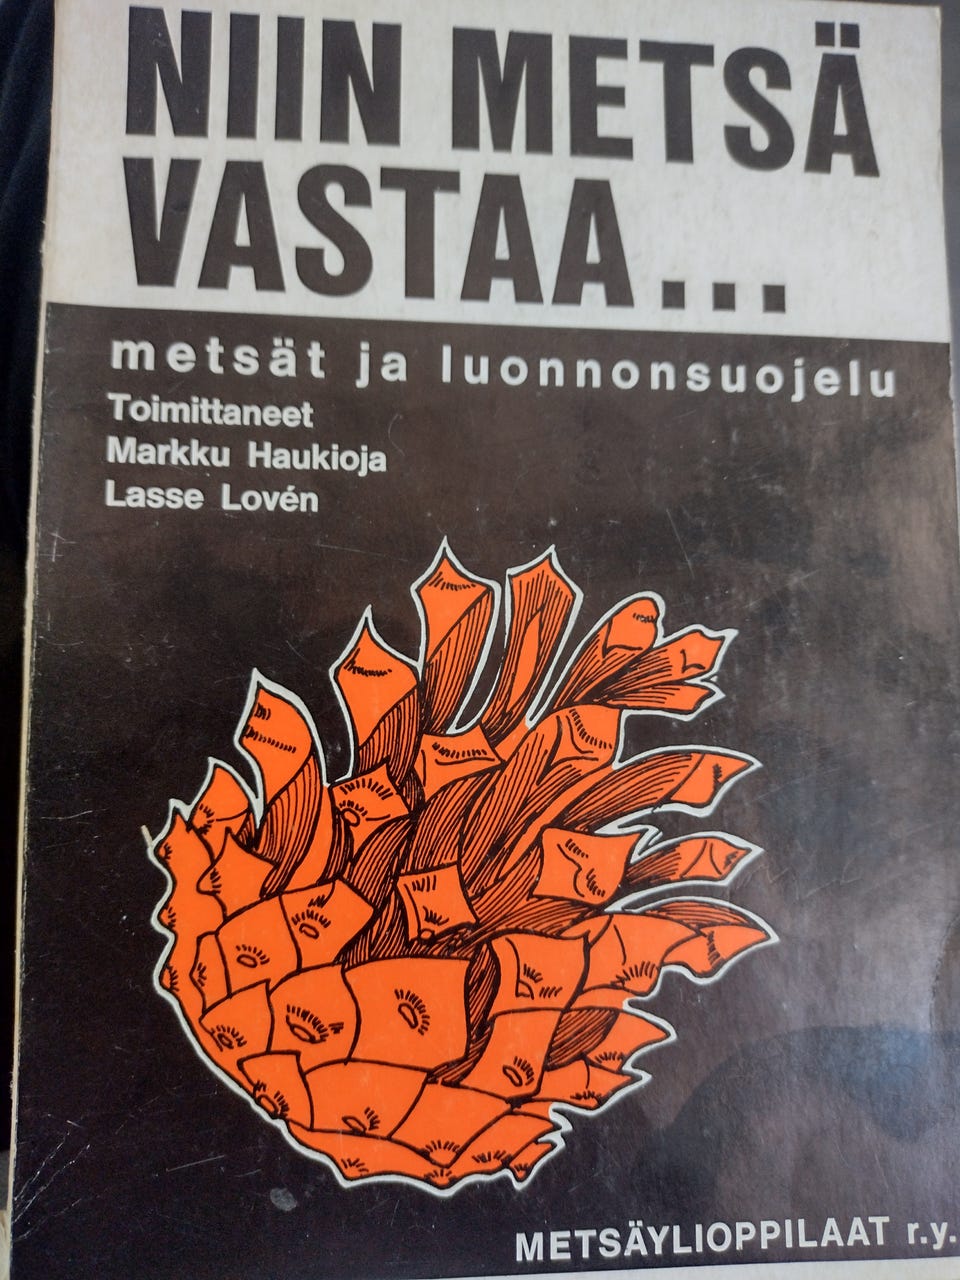 NIIN METSÄ
VASTAA...
metsät ja luonnonsuojelu
Toimittaneet
Markku Haukioja
Lasse Lovén
METSÄYLIOPPILAAT r.y.